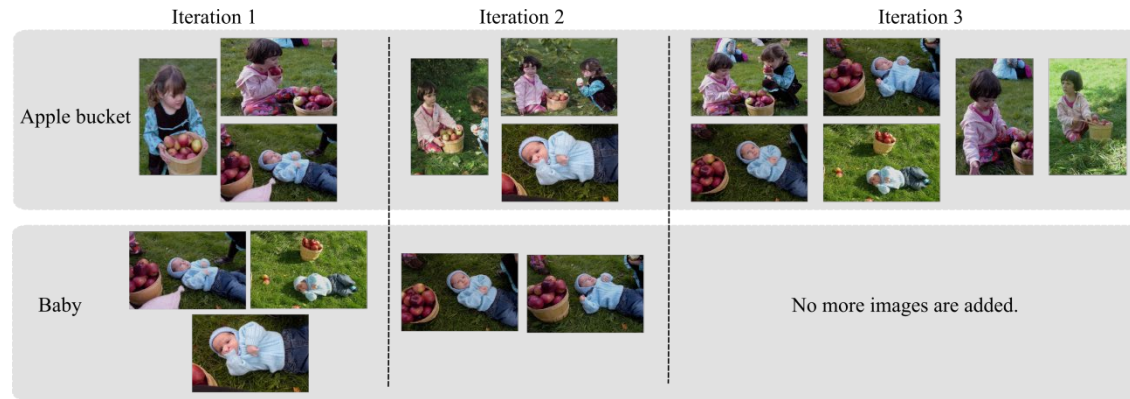 Iteration 1
Iteration 2
Iteration 3
Apple bucket
Baby
No more images are added.